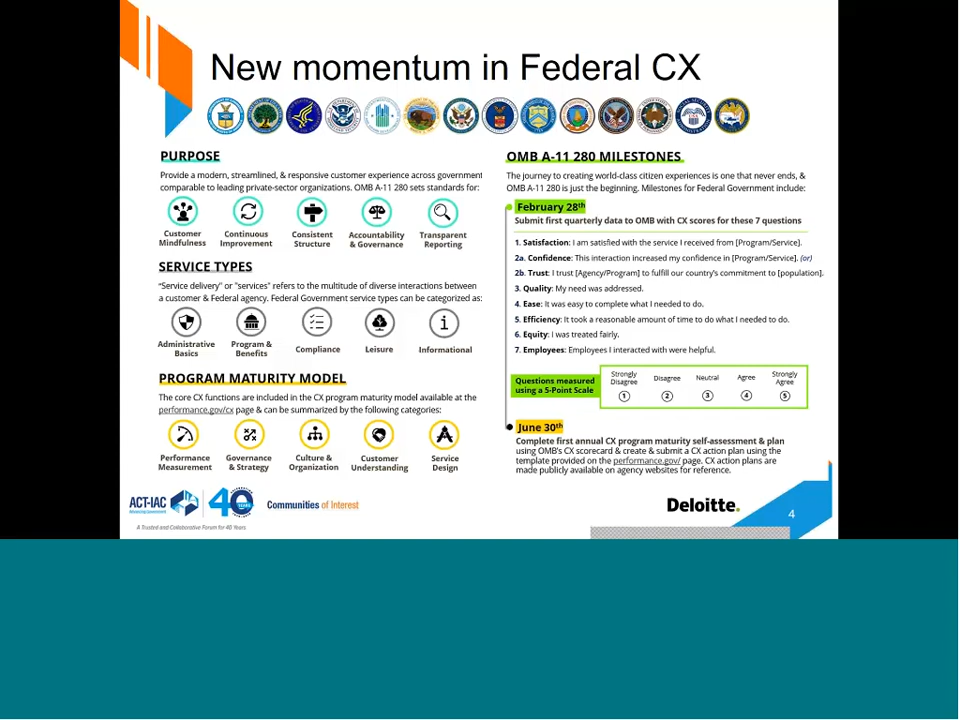 New momentum in Federal CX
PURPOSE
Provide a modern, streamlined, & responsive customer experience across government
comparable to leading private-sector organizations. OMB A-11 280 sets standards for:
Customer
Mindfulness
Continuous
Improvement
Consistent
Structure
Accountability
& Governance
Transparent
Reporting
SERVICE TYPES
"Service delivery" or "services" refers to the multitude of diverse interactions between
a customer & Federal agency. Federal Government service types can be categorized as:
Administrative
Basics
Program &
Benefits
Compliance
Leisure
Informational
PROGRAM MATURITY MODEL
The core CX functions are included in the CX program maturity model available at the
performance.gov/cx page & can be summarized by the following categories:
Performance
Measurement
Governance
& Strategy
Culture &
Organization
Customer
Understanding
Service
Design
OMB A-11 280 MILESTONES
The journey to creating world-class citizen experiences is one that never ends, &
OMB A-11 280 is just the beginning. Milestones for Federal Government include:
February 28th
Submit first quarterly data to OMB with CX scores for these 7 questions
1. Satisfaction: I am satisfied with the service I received from [Program/Service].
2a. Confidence: This interaction increased my confidence in [Program/Service]. (or)
2b. Trust: I trust [Agency/Program] to fulfill our country's commitment to [population].
3. Quality: My need was addressed.
4. Ease: It was easy to complete what I needed to do.
5. Efficiency: It took a reasonable amount of time to do what I needed to do.
6. Equity: I was treated fairly.
7. Employees: Employees I interacted with were helpful.
Questions measured
using a 5-Point Scale
Strongly
Disagree
1
Disagree
2
Neutral
3
Agree
4
Strongly
Agree
5
June 30th
Complete first annual CX program maturity self-assessment & plan
using OMB's CX scorecard & create & submit a CX action plan using the
template provided on the performance.gov/ page. CX action plans are
made publicly available on agency websites for reference.
ACT-IAC
Advancing Government
40
YEARS
Communities of Interest
A Trusted and Collaborative Forum for 40 Years.
Deloitte.
4